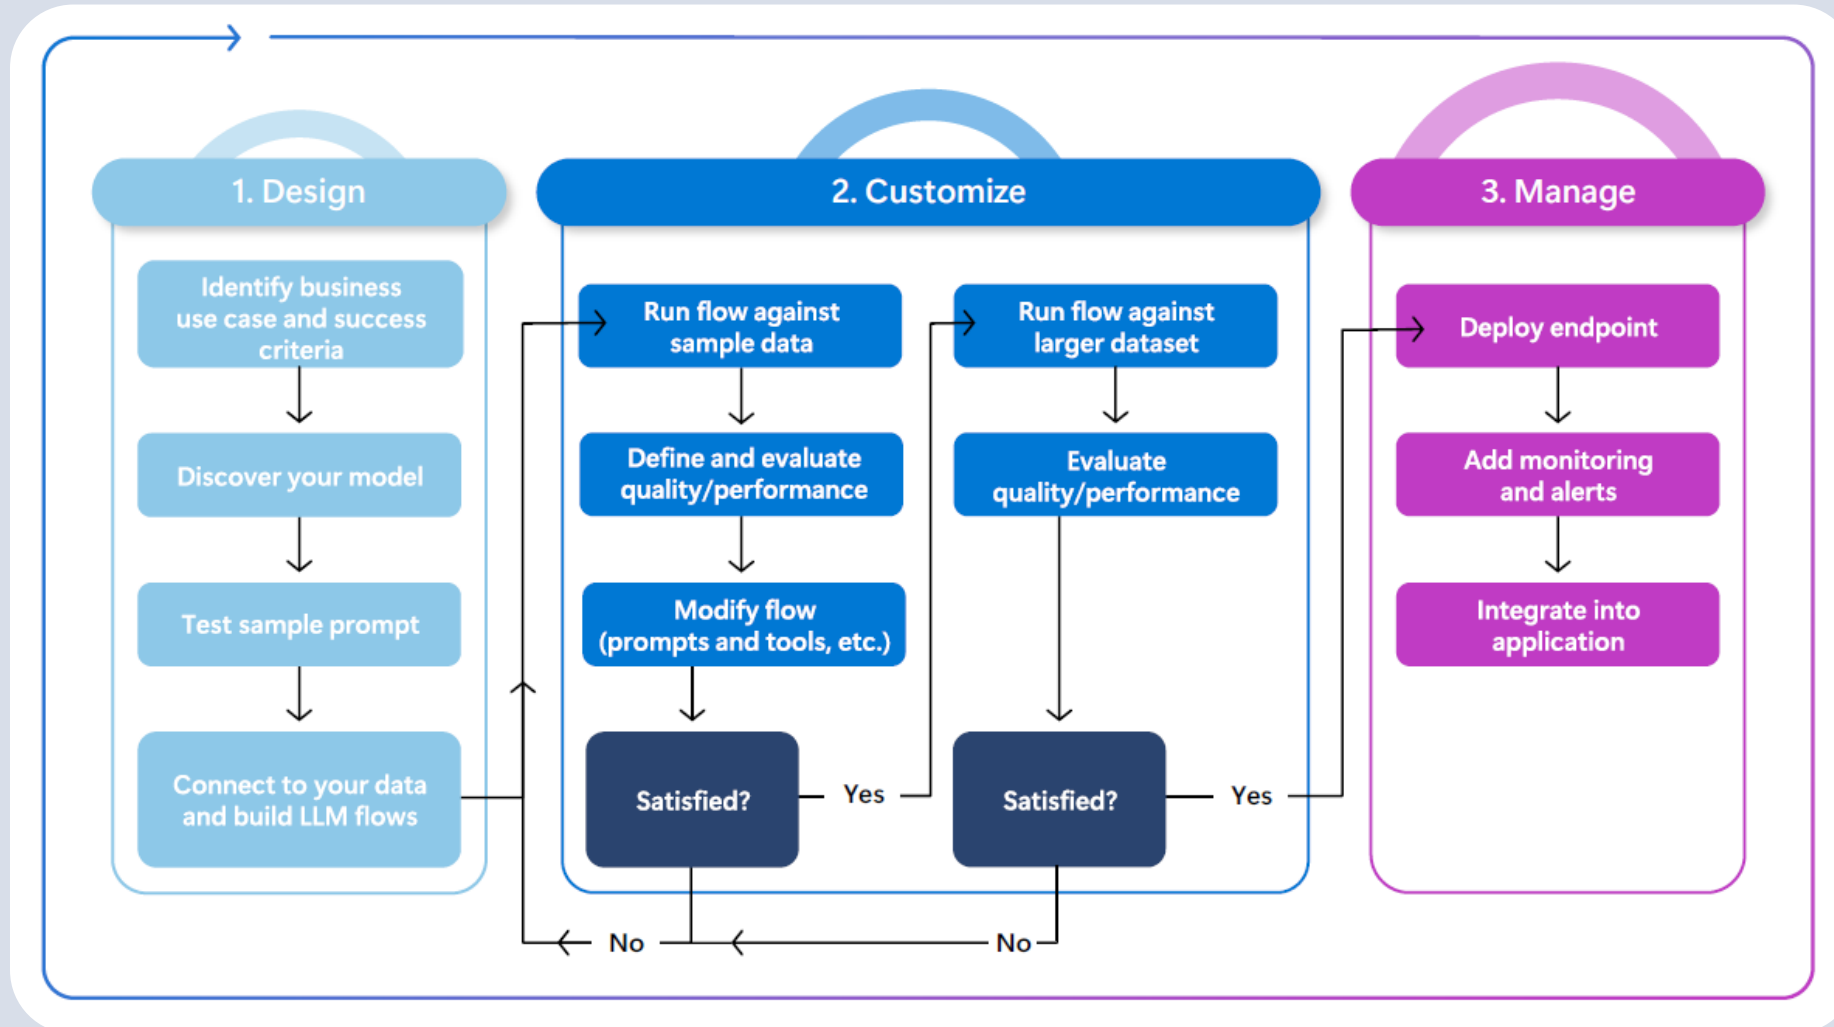 1. Design
Identify business
use case and success
criteria
Discover your model
Test sample prompt
Connect to your data
and build LLM flows
2. Customize
Run flow against
sample data
Define and evaluate
quality/performance
Modify flow
(prompts and tools, etc.)
Satisfied?
Yes
No
Run flow against
larger dataset
Evaluate
quality/performance
Satisfied?
Yes
No
3. Manage
Deploy endpoint
Add monitoring
and alerts
Integrate into
application